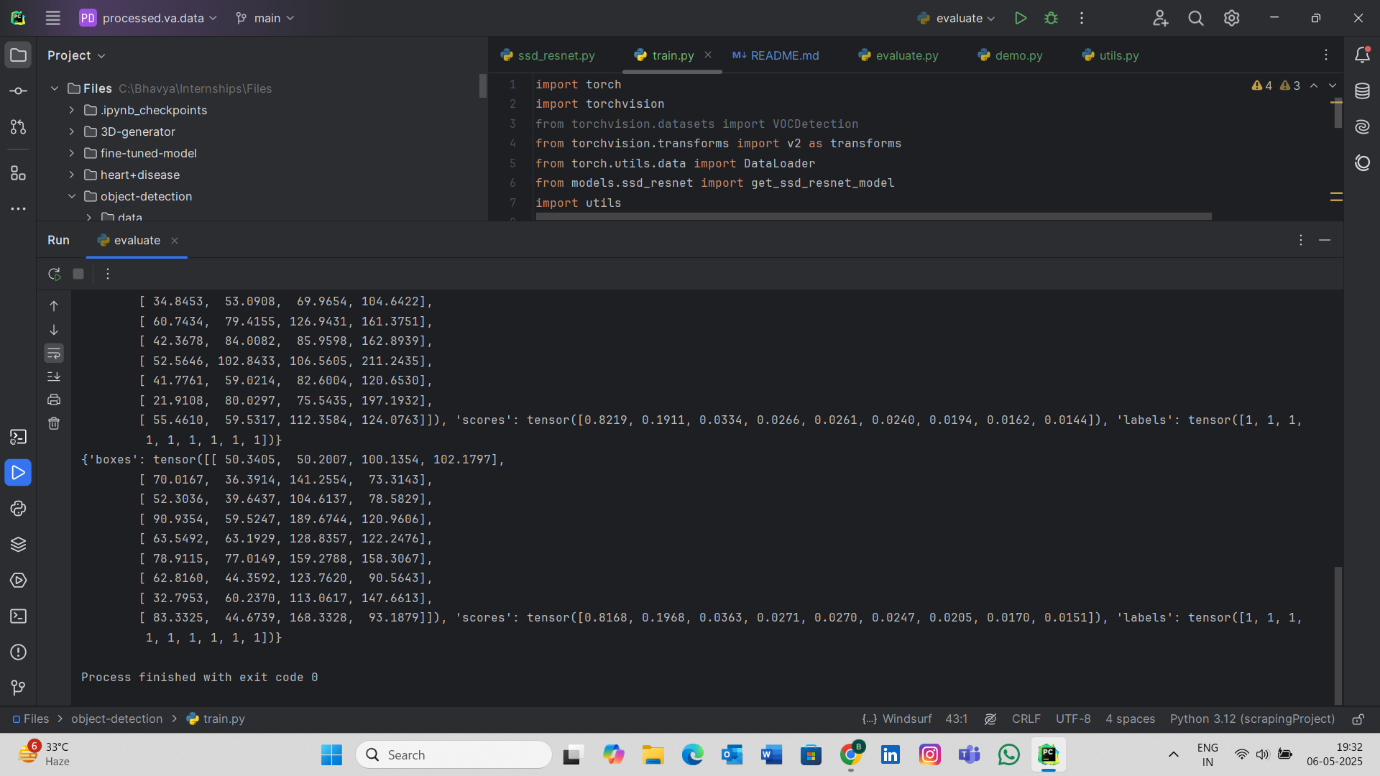 PC
PD processed.va.data
main
evaluate
Project
ssd_resnet.py
train.py
M↓ README.md
evaluate.py
demo.py
utils.py
Files C:\Bhavya\Internships\Files
.ipynb_checkpoints
3D-generator
fine-tuned-model
heart+disease
object-detection
data
1 import torch
2 import torchvision
3 from torchvision.datasets import VOCDetection
4 from torchvision.transforms import v2 as transforms
5 from torch.utils.data import DataLoader
6 from models.ssd_resnet import get_ssd_resnet_model
7 import utils
4 3
Run evaluate
[ 34.8453, 53.0908, 69.9654, 104.6422],
[ 60.7434, 79.4155, 126.9431, 161.3751],
[ 42.3678, 84.0082, 85.9598, 162.8939],
[ 52.5646, 102.8433, 106.5605, 211.2435],
[ 41.7761, 59.0214, 82.6004, 120.6530],
[ 21.9108, 80.0297, 75.5435, 197.1932],
[ 55.4610, 59.5317, 112.3584, 124.0763]]), 'scores': tensor([0.8219, 0.1911, 0.0334, 0.0266, 0.0261, 0.0240, 0.0194, 0.0162, 0.0144]), 'labels': tensor([1, 1, 1,
1, 1, 1, 1, 1, 1])}
{'boxes': tensor([[ 50.3405, 50.2007, 100.1354, 102.1797],
[ 70.0167, 36.3914, 141.2554, 73.3143],
[ 52.3036, 39.6437, 104.6137, 78.5829],
[ 90.9354, 59.5247, 189.6744, 120.9606],
[ 63.5492, 63.1929, 128.8357, 122.2476],
[ 78.9115, 77.0149, 159.2788, 158.3067],
[ 62.8160, 44.3592, 123.7620, 90.5643],
[ 32.7953, 60.2370, 113.0617, 147.6613],
[ 83.3325, 44.6739, 168.3328, 93.1879]]), 'scores': tensor([0.8168, 0.1968, 0.0363, 0.0271, 0.0270, 0.0247, 0.0205, 0.0170, 0.0151]), 'labels': tensor([1, 1, 1,
1, 1, 1, 1, 1, 1])}
Process finished with exit code 0
Files > object-detection > train.py
{...} Windsurf 43:1 CRLF UTF-8 4 spaces Python 3.12 (scrapingProject)
6
33°C
Haze
Search
B
ENG
IN
19:32
06-05-2025